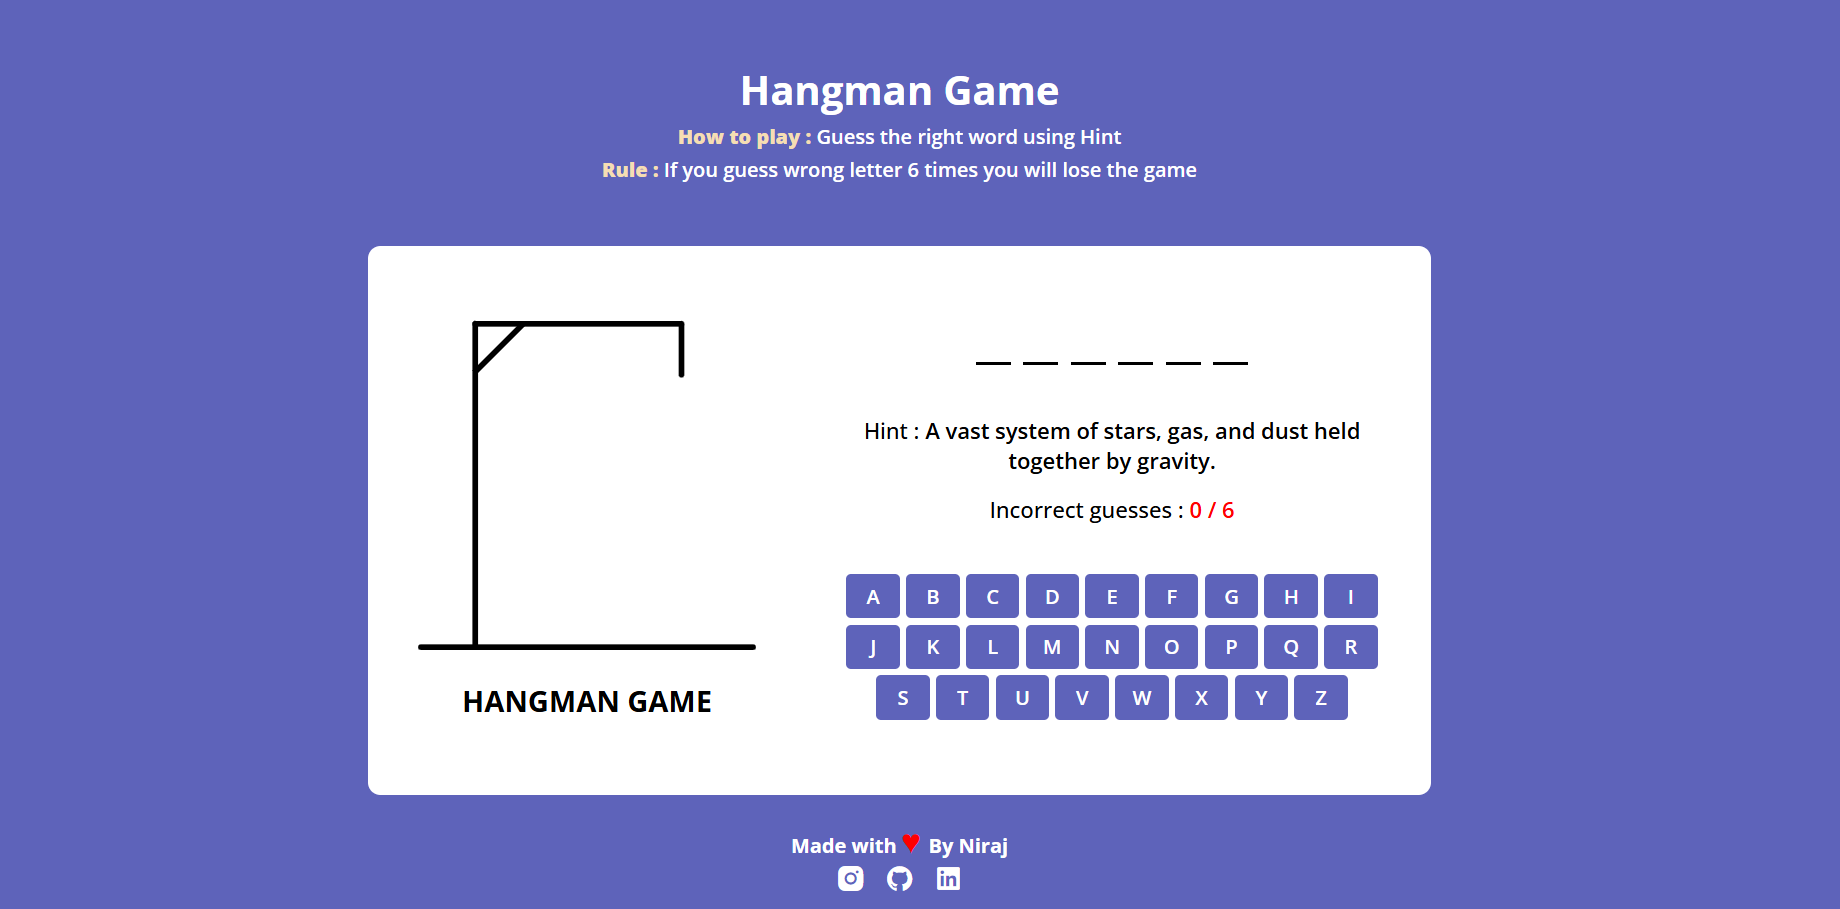 Hangman Game
How to play : Guess the right word using Hint
Rule : If you guess wrong letter 6 times you will lose the game
Hint : A vast system of stars, gas, and dust held
together by gravity.
Incorrect guesses : 0 / 6
A B C D E F G H I
J K L M N O P Q R
S T U V W X Y Z
HANGMAN GAME
Made with ♥ By Niraj
in